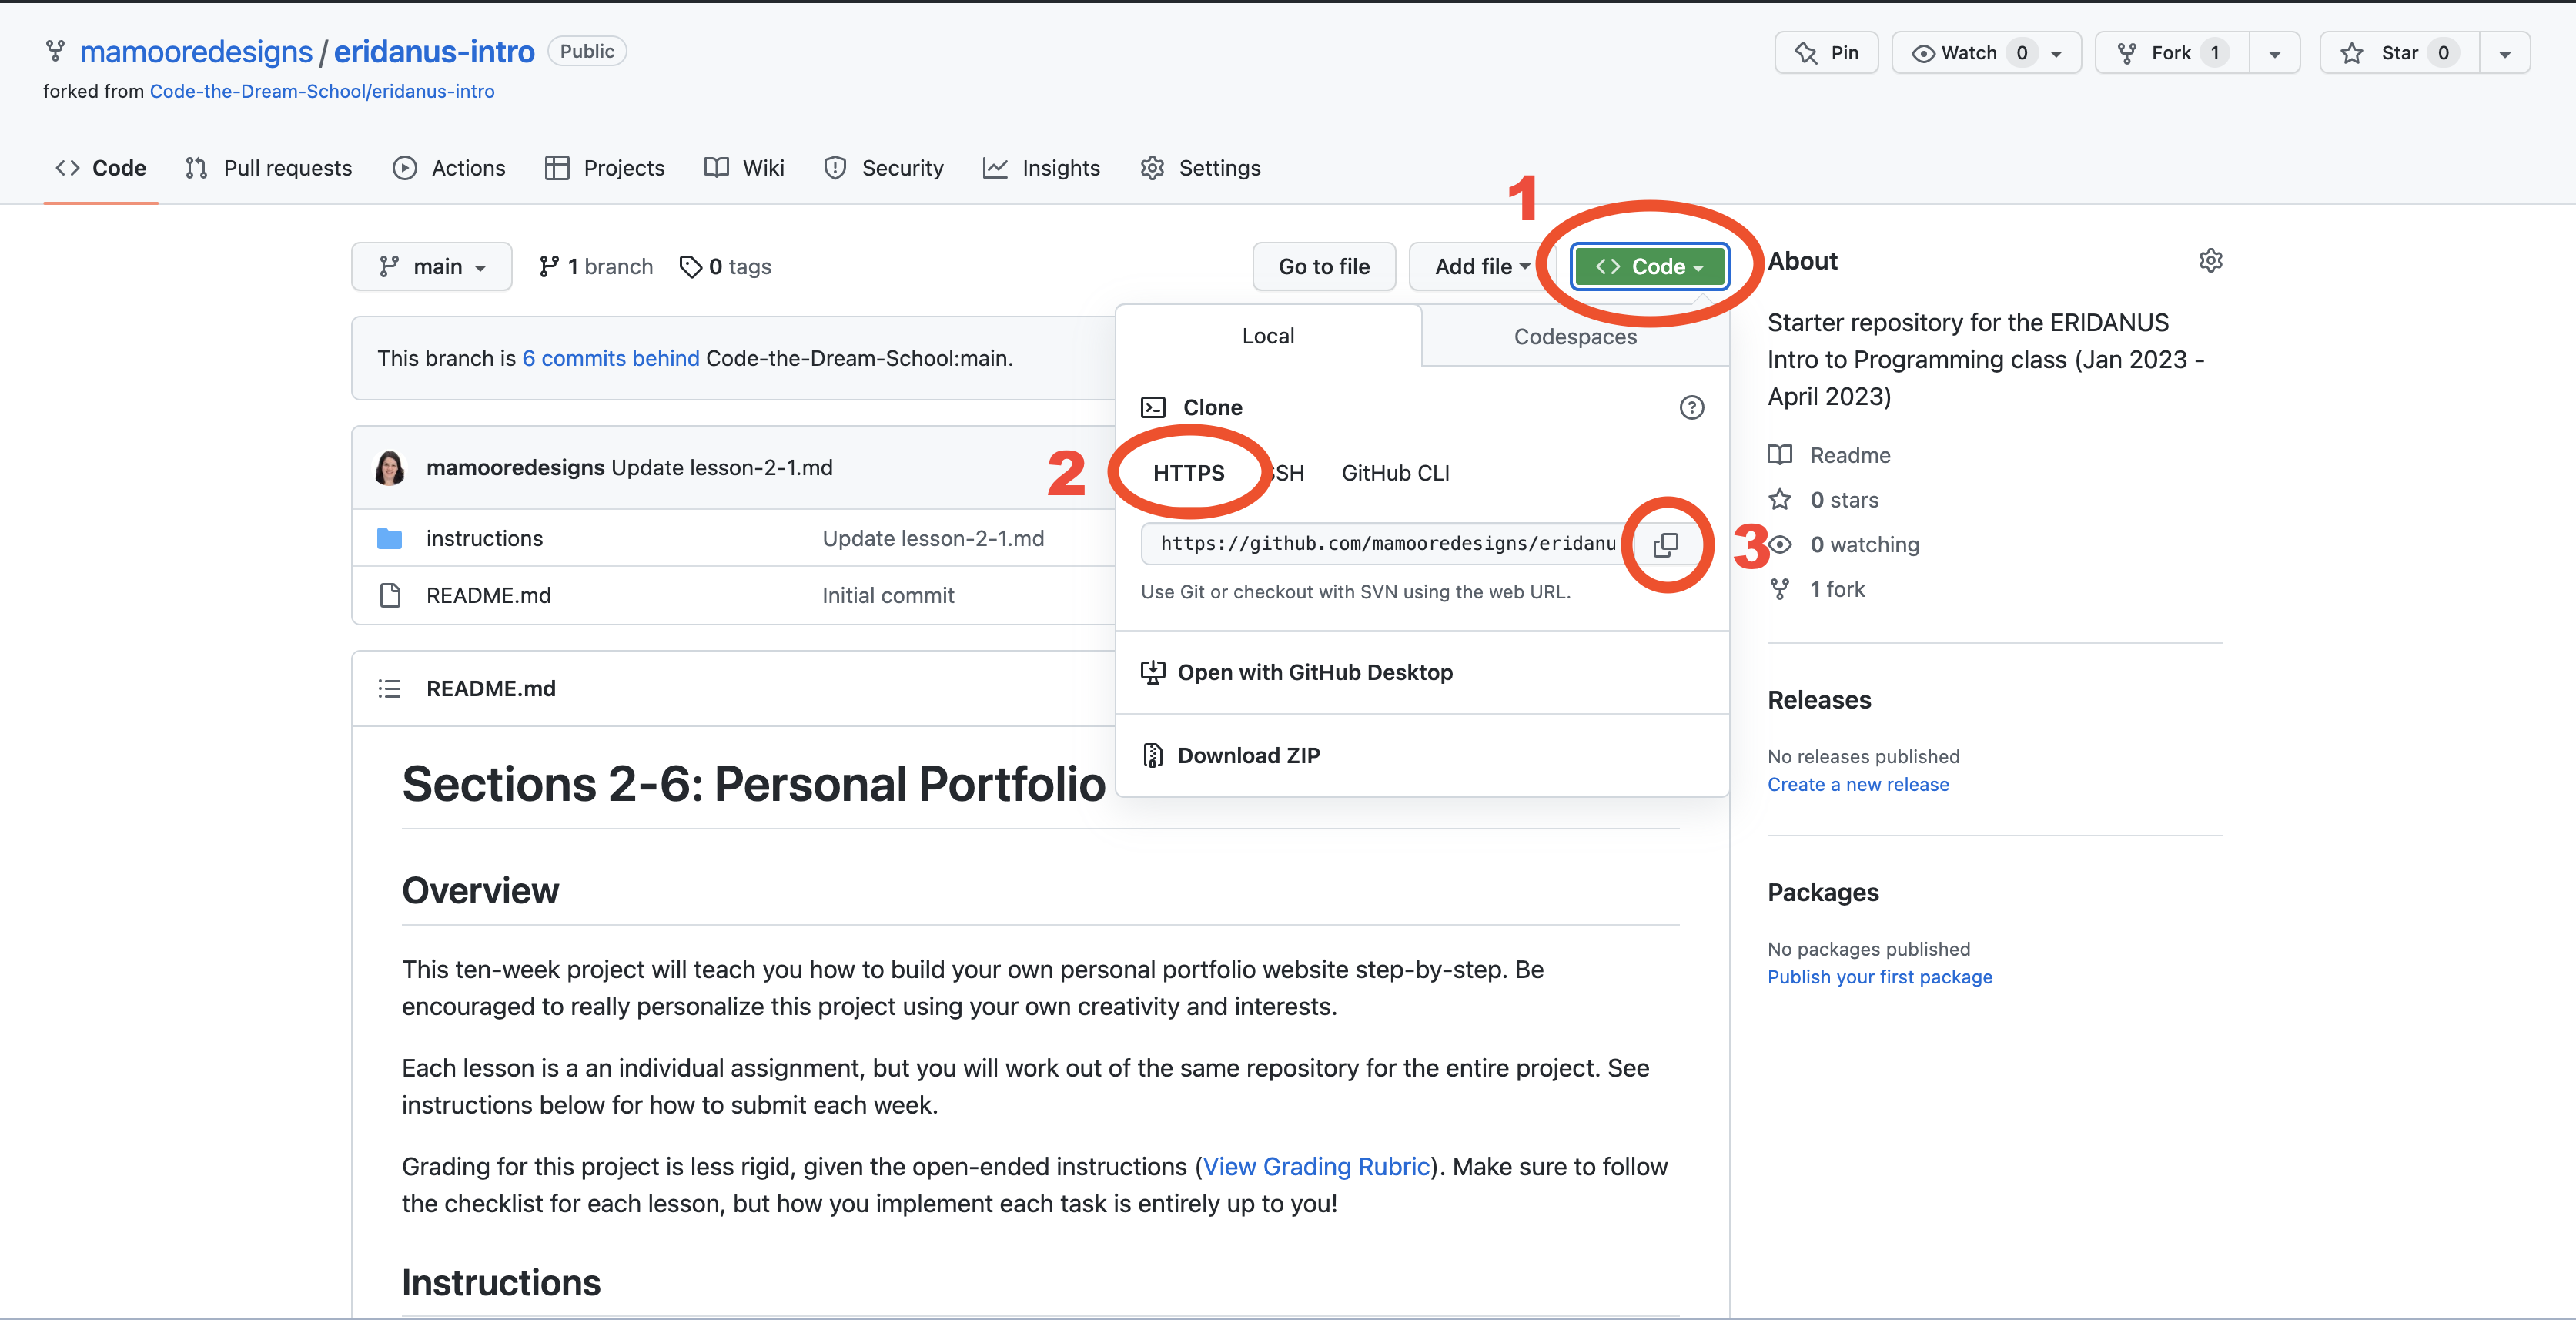 mamooredesigns / eridanus-intro Public
forked from Code-the-Dream-School/eridanus-intro
Pin
Watch 0
Fork 1
Star 0
Code
Pull requests
Actions
Projects
Wiki
Security
Insights
Settings
1
main
1 branch
0 tags
Go to file
Add file
Code
This branch is 6 commits behind Code-the-Dream-School:main.
mamooredesigns Update lesson-2-1.md
instructions Update lesson-2-1.md
README.md Initial commit
Local
Codespaces
Clone
2
HTTPS
SSH
GitHub CLI
https://github.com/mamooredesigns/eridanu
3
Use Git or checkout with SVN using the web URL.
Open with GitHub Desktop
Download ZIP
README.md
Sections 2-6: Personal Portfolio
Overview
This ten-week project will teach you how to build your own personal portfolio website step-by-step. Be
encouraged to really personalize this project using your own creativity and interests.
Each lesson is a an individual assignment, but you will work out of the same repository for the entire project. See
instructions below for how to submit each week.
Grading for this project is less rigid, given the open-ended instructions (View Grading Rubric). Make sure to follow
the checklist for each lesson, but how you implement each task is entirely up to you!
Instructions
About
Starter repository for the ERIDANUS
Intro to Programming class (Jan 2023 -
April 2023)
Readme
0 stars
0 watching
1 fork
Releases
No releases published
Create a new release
Packages
No packages published
Publish your first package